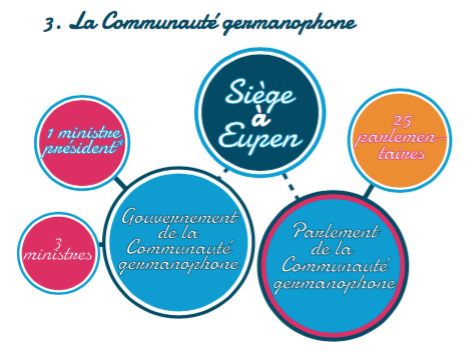 3. La Communauté germanophone
Siège
à
Eupen
1 ministre
président*
25
parlemen-
taires
3
ministres
Gouvernement
de la
Communauté
germanophone
Parlement
de la
Communauté
germanophone